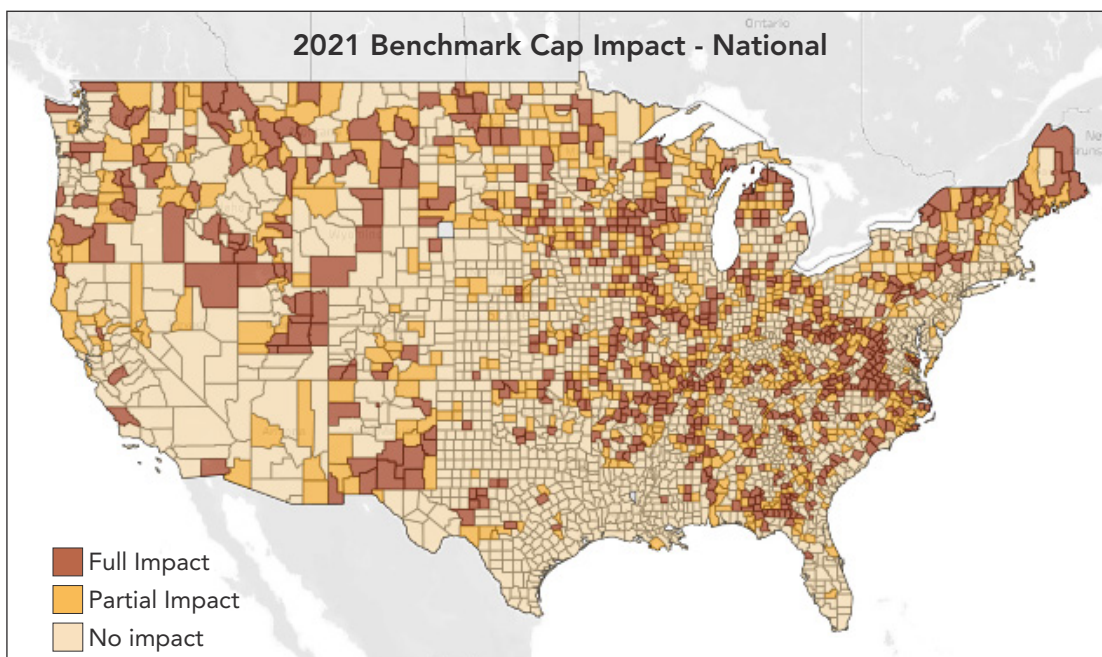 Ontario
2021 Benchmark Cap Impact - National
Full Impact
Partial Impact
No impact